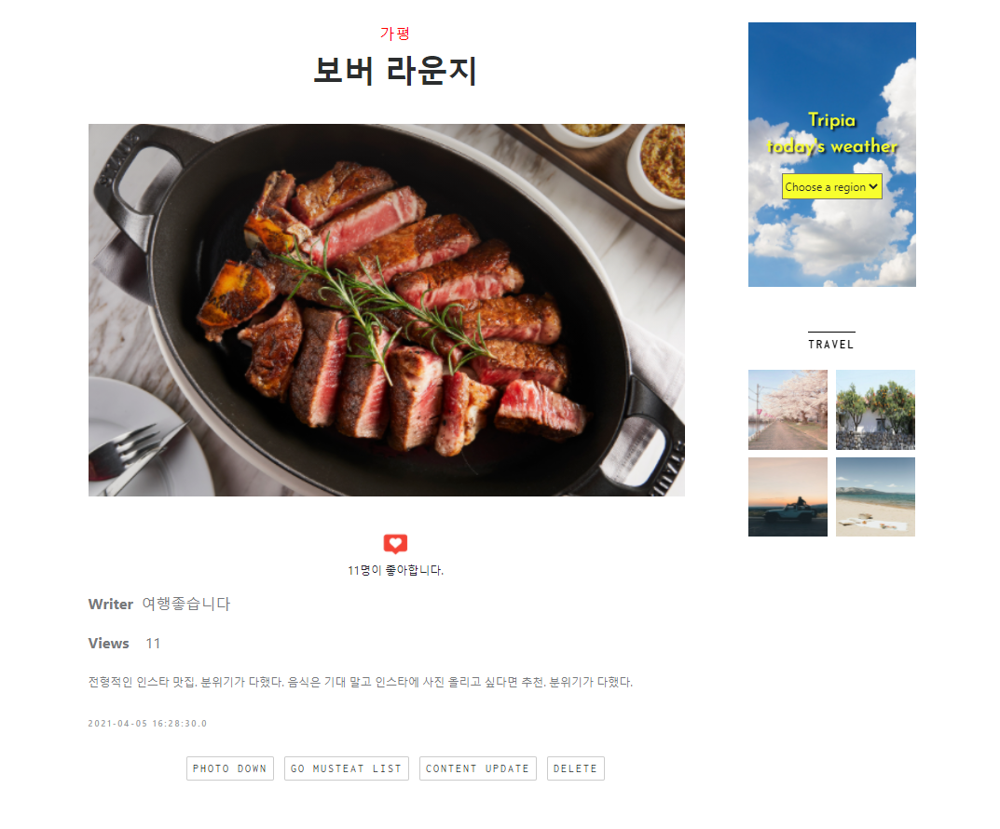 가평
보버 라운지
Tripia
today's weather
Choose a region
TRAVEL
11명이 좋아합니다.
Writer 여행좋습니다
Views 11
전형적인 인스타 맛집. 분위기가 다했다. 음식은 기대 말고 인스타에 사진 올리고 싶다면 추천. 분위기가 다했다.
2021-04-05 16:28:30.0
PHOTO DOWN GO MUSTEAT LIST CONTENT UPDATE DELETE